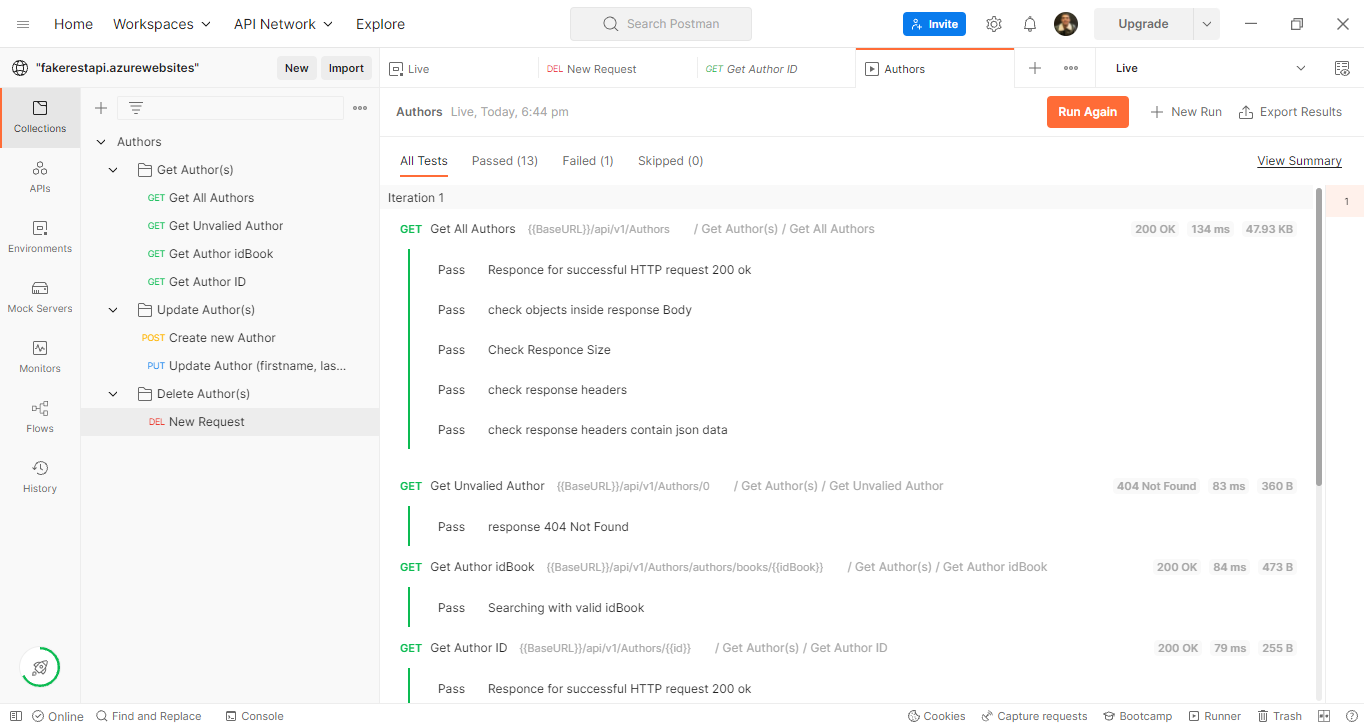 Home Workspaces API Network Explore Search Postman Invite Upgrade
"fakerestapi.azurewebsites" New Import Live DEL New Request GET Get Author ID Authors Live
Authors Live, Today, 6:44 pm Run Again New Run Export Results
All Tests Passed (13) Failed (1) Skipped (0) View Summary
Collections
APIs
Environments
Mock Servers
Monitors
Flows
History
Authors
Get Author(s)
GET Get All Authors
GET Get Unvalied Author
GET Get Author idBook
GET Get Author ID
Update Author(s)
POST Create new Author
PUT Update Author (firstname, las...
Delete Author(s)
DEL New Request
Iteration 1
1
GET Get All Authors {{BaseURL}}/api/v1/Authors / Get Author(s) / Get All Authors 200 OK 134 ms 47.93 KB
Pass Responce for successful HTTP request 200 ok
Pass check objects inside response Body
Pass Check Responce Size
Pass check response headers
Pass check response headers contain json data
GET Get Unvalied Author {{BaseURL}}/api/v1/Authors/0 / Get Author(s) / Get Unvalied Author 404 Not Found 83 ms 360 B
Pass response 404 Not Found
GET Get Author idBook {{BaseURL}}/api/v1/Authors/authors/books/{{idBook}} / Get Author(s) / Get Author idBook 200 OK 84 ms 473 B
Pass Searching with valid idBook
GET Get Author ID {{BaseURL}}/api/v1/Authors/{{id}} / Get Author(s) / Get Author ID 200 OK 79 ms 255 B
Pass Responce for successful HTTP request 200 ok
Online Find and Replace Console Cookies Capture requests Bootcamp Runner Trash